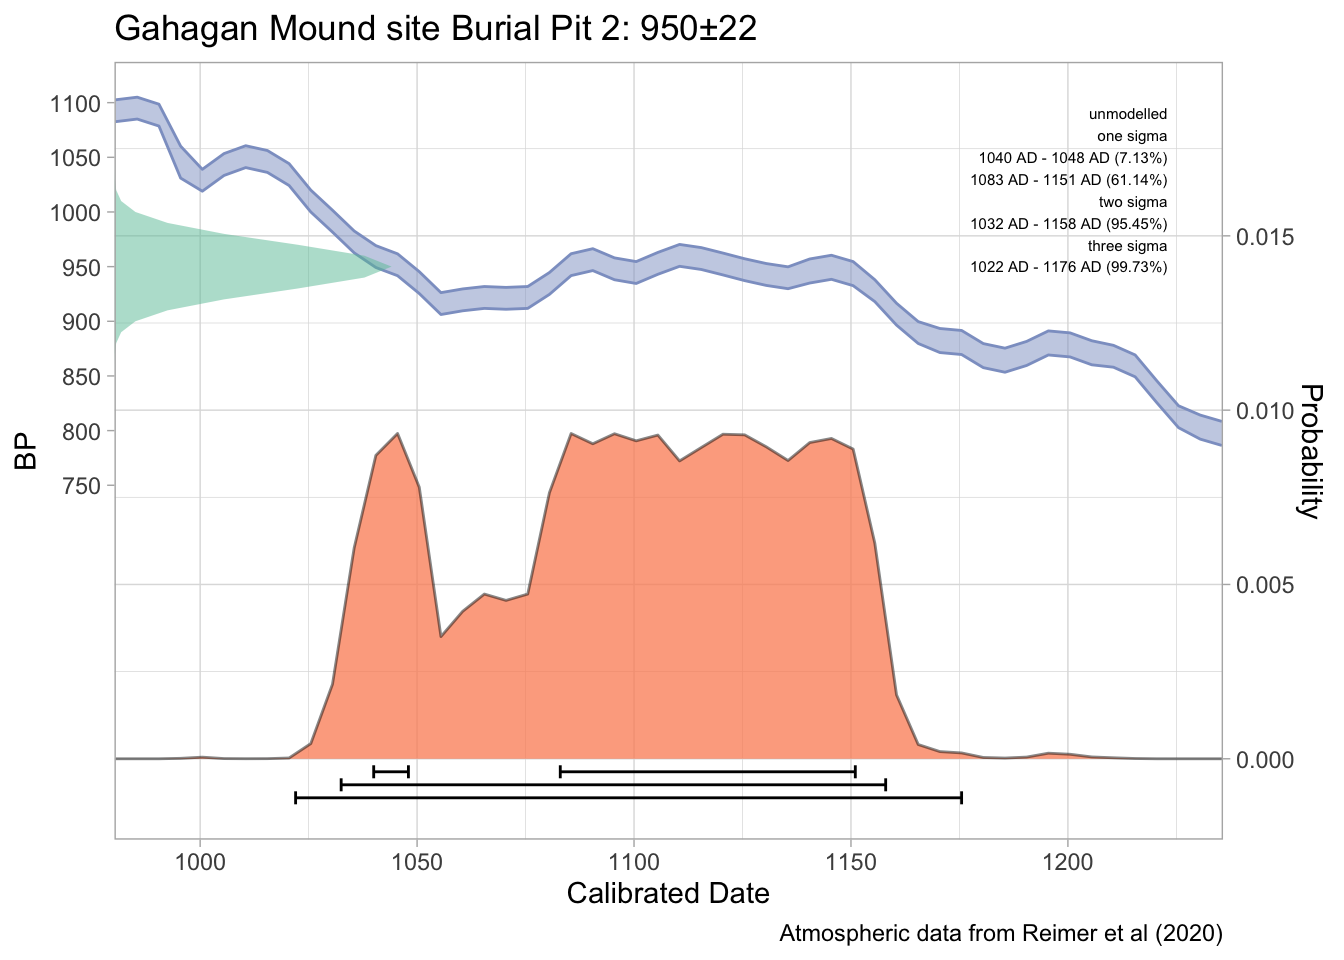 Gahagan Mound site Burial Pit 2: 950±22
unmodelled
one sigma
1040 AD - 1048 AD (7.13%)
1083 AD - 1151 AD (61.14%)
two sigma
1032 AD - 1158 AD (95.45%)
three sigma
1022 AD - 1176 AD (99.73%)
1100
1050
1000
950
900
850
800
750
BP
0.015
0.010
0.005
0.000
Probability
1000 1050 1100 1150 1200
Calibrated Date
Atmospheric data from Reimer et al (2020)